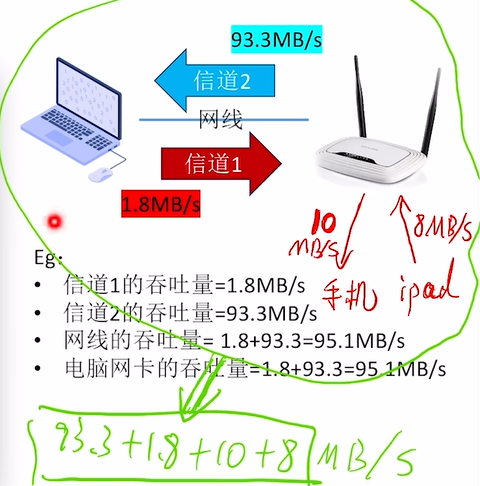 93.3MB/s
信道2
网线
信道1
1.8MB/s
10
MB/s
8MB/s
手机
ipad
Eg:
• 信道1的吞吐量=1.8MB/s
• 信道2的吞吐量=93.3MB/s
• 网线的吞吐量= 1.8+93.3=95.1MB/s
• 电脑网卡的吞吐量=1.8+93.3=95.1MB/s
93.3+1.8+10+8 MB/S